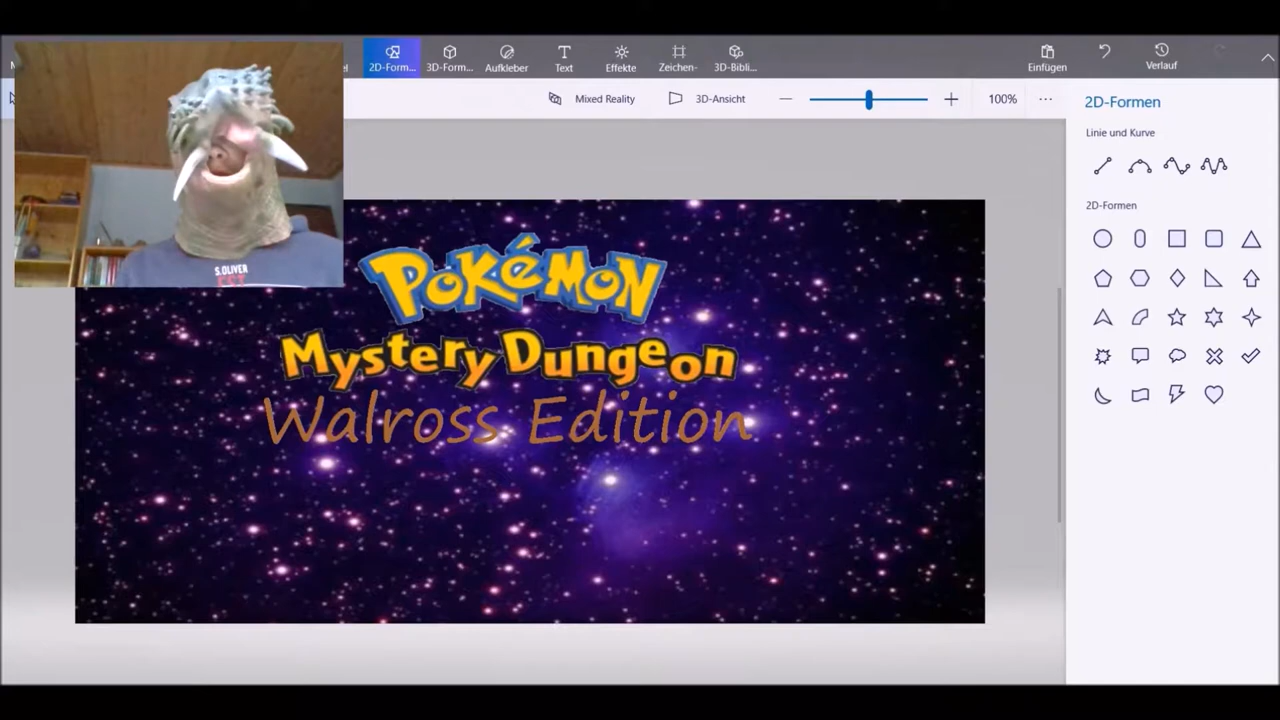 2D-Form...
3D-Form...
Aufkleber
Text
Effekte
Zeichen-
3D-Bibli...
Einfügen
Verlauf
Mixed Reality
3D-Ansicht
100%
2D-Formen
Linie und Kurve
2D-Formen
S.OLIVER
POKéMON
Mystery Dungeon
Walross Edition